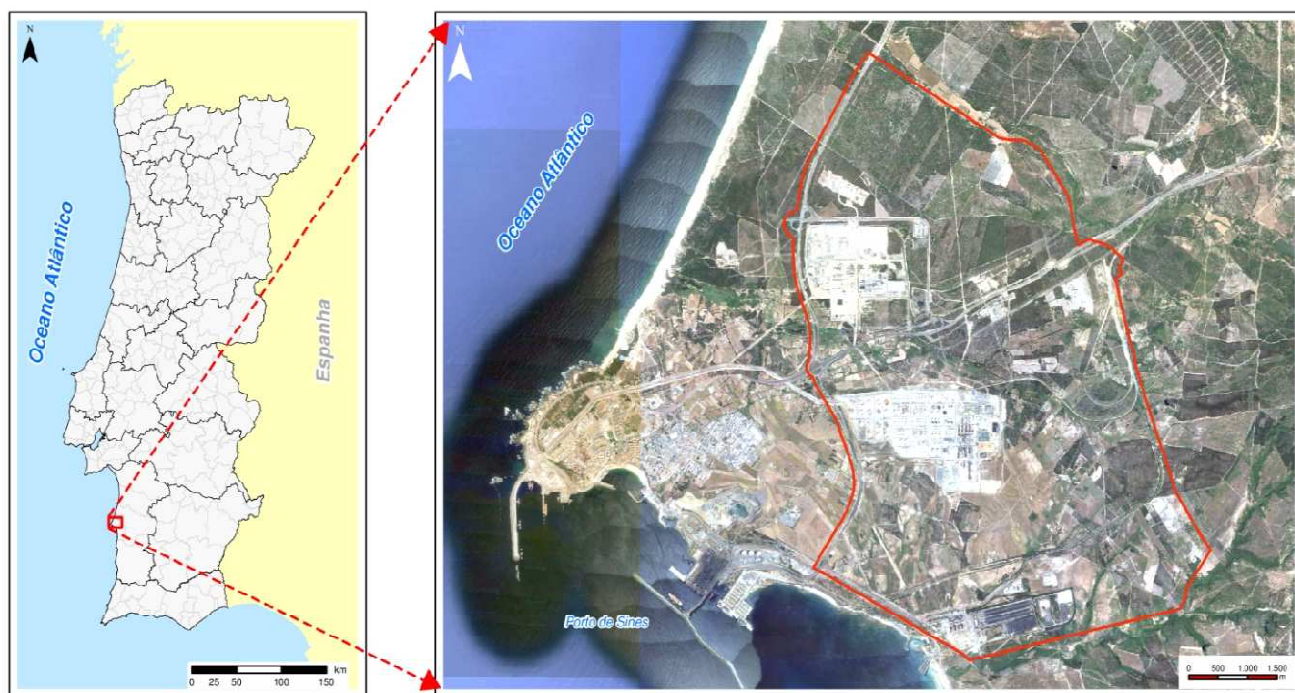 N
Oceano Atlântico
Espanha
km
0 25 50 100 150
N
Oceano Atlântico
Porto de Sines
0 500 1.000 1.500
m